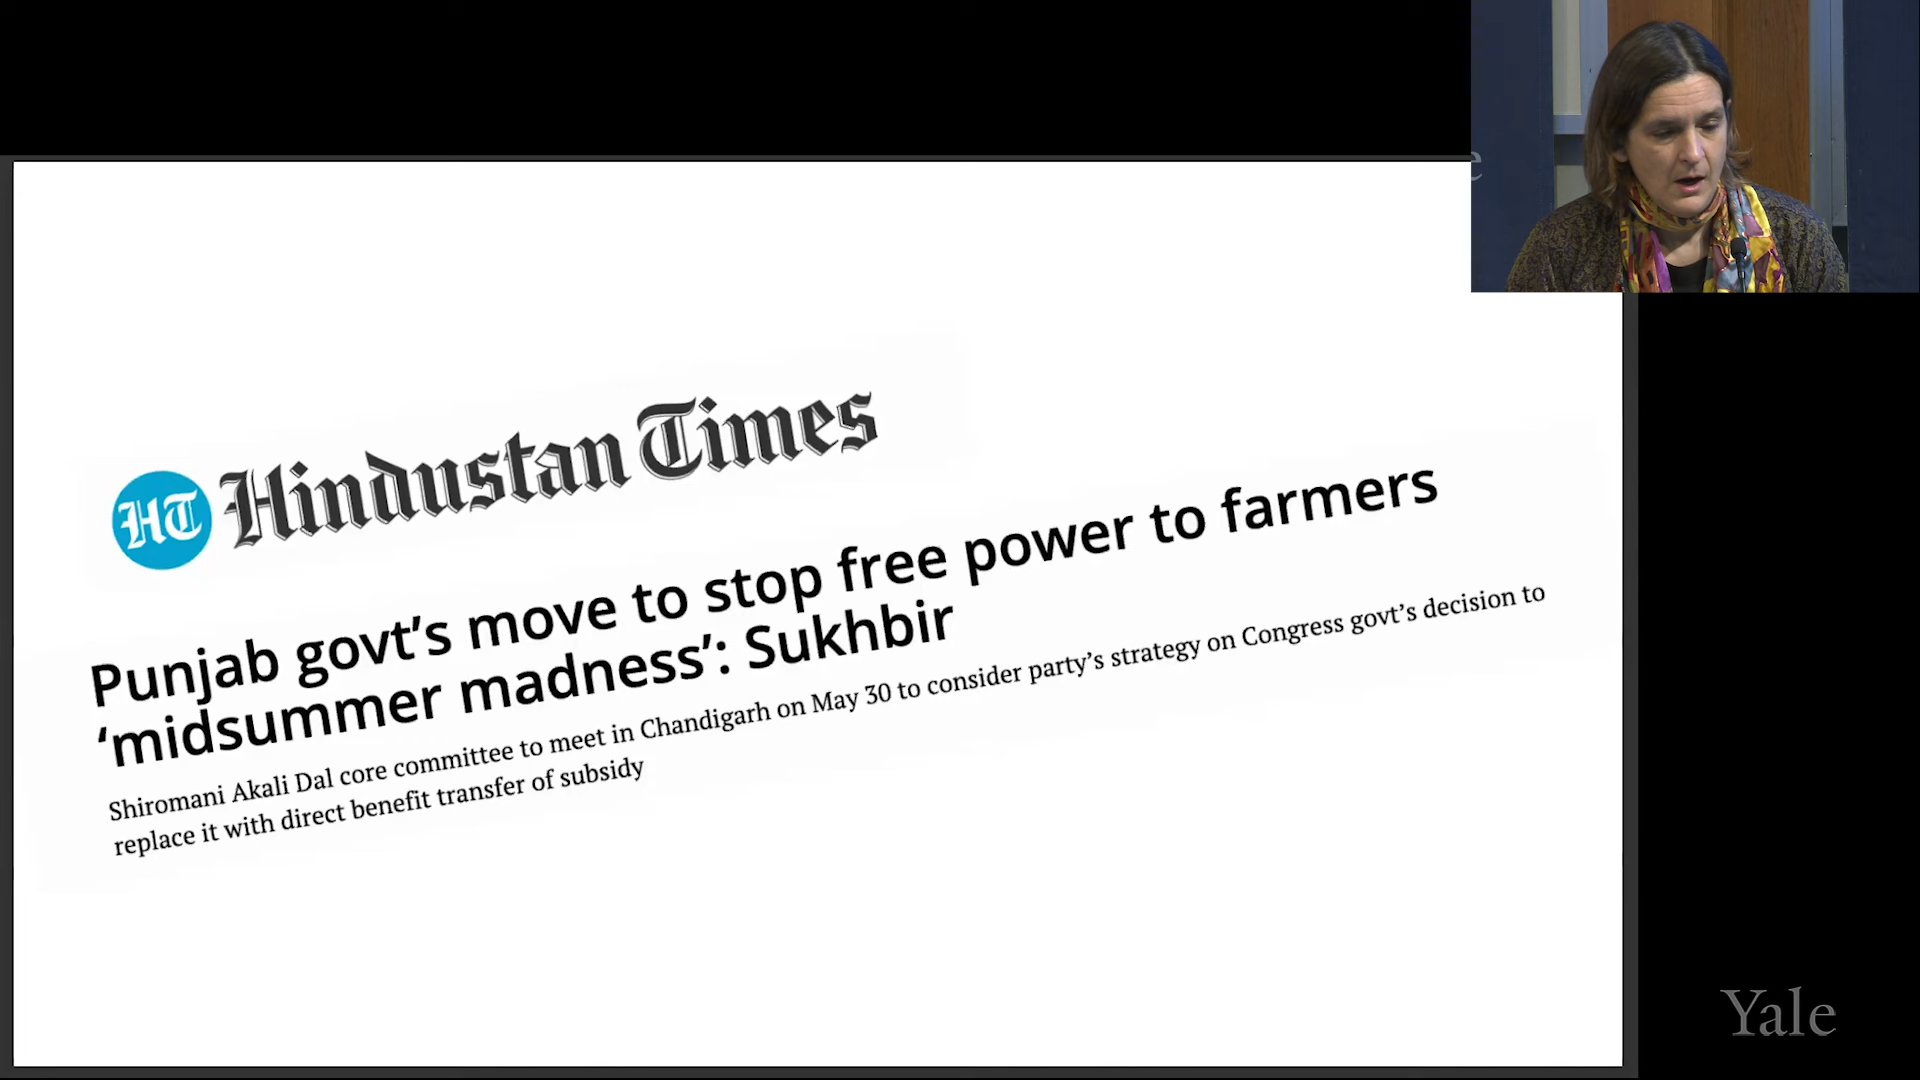 e
HT Hindustan Times
Punjab govt’s move to stop free power to farmers
‘midsummer madness’: Sukhbir
Shiromani Akali Dal core committee to meet in Chandigarh on May 30 to consider party’s strategy on Congress govt’s decision to
replace it with direct benefit transfer of subsidy
Yale